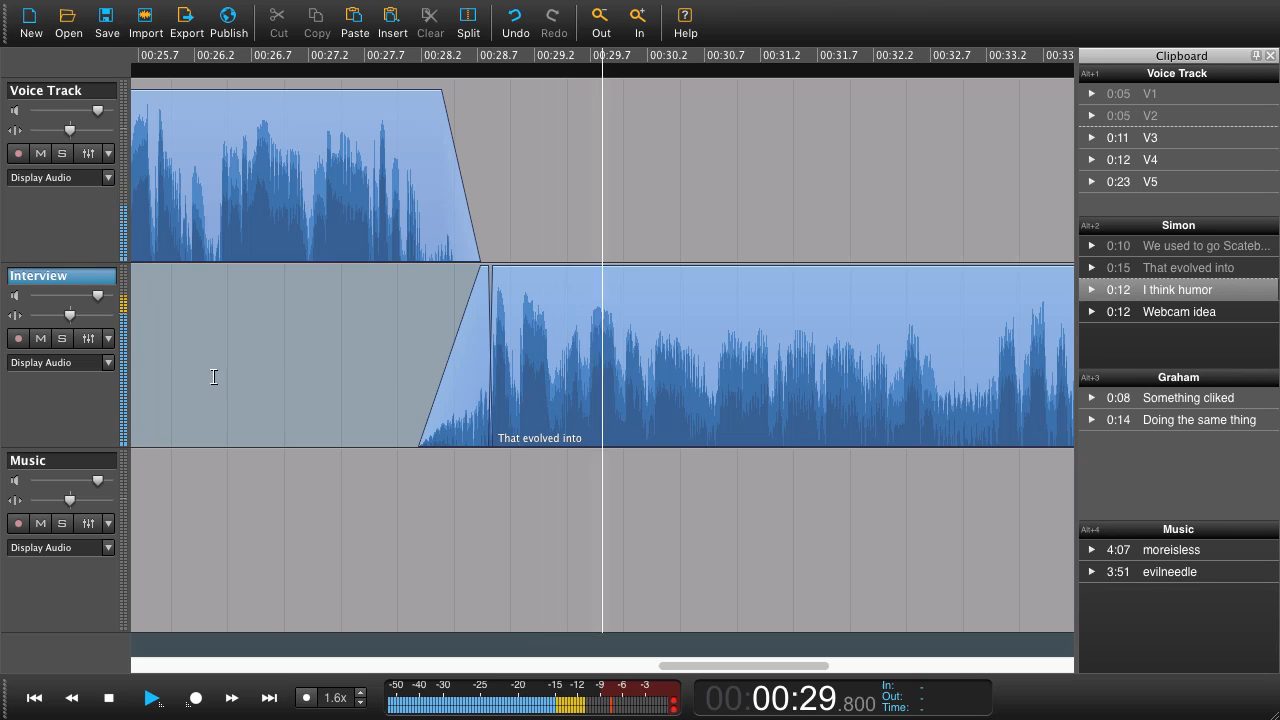 New Open Save Import Export Publish Cut Copy Paste Insert Clear Split Undo Redo Out In Help
00:25.7 00:26.2 00:26.7 00:27.2 00:27.7 00:28.2 00:28.7 00:29.2 00:29.7 00:30.2 00:30.7 00:31.2 00:31.7 00:32.2 00:32.7 00:33.2 00:33
Clipboard
Alt+1 Voice Track
0:05 V1
0:05 V2
0:11 V3
0:12 V4
0:23 V5
Alt+2 Simon
0:10 We used to go Scateb...
0:15 That evolved into
0:12 I think humor
0:12 Webcam idea
Alt+3 Graham
0:08 Something cliked
0:14 Doing the same thing
Alt+4 Music
4:07 moreisless
3:51 evilneedle
Voice Track
M S
Display Audio
Interview
M S
Display Audio
That evolved into
Music
M S
Display Audio
1.6x
-50 -40 -30 -25 -20 -15 -12 -9 -6 -3
00:00:29.800
In: -
Out: -
Time: -